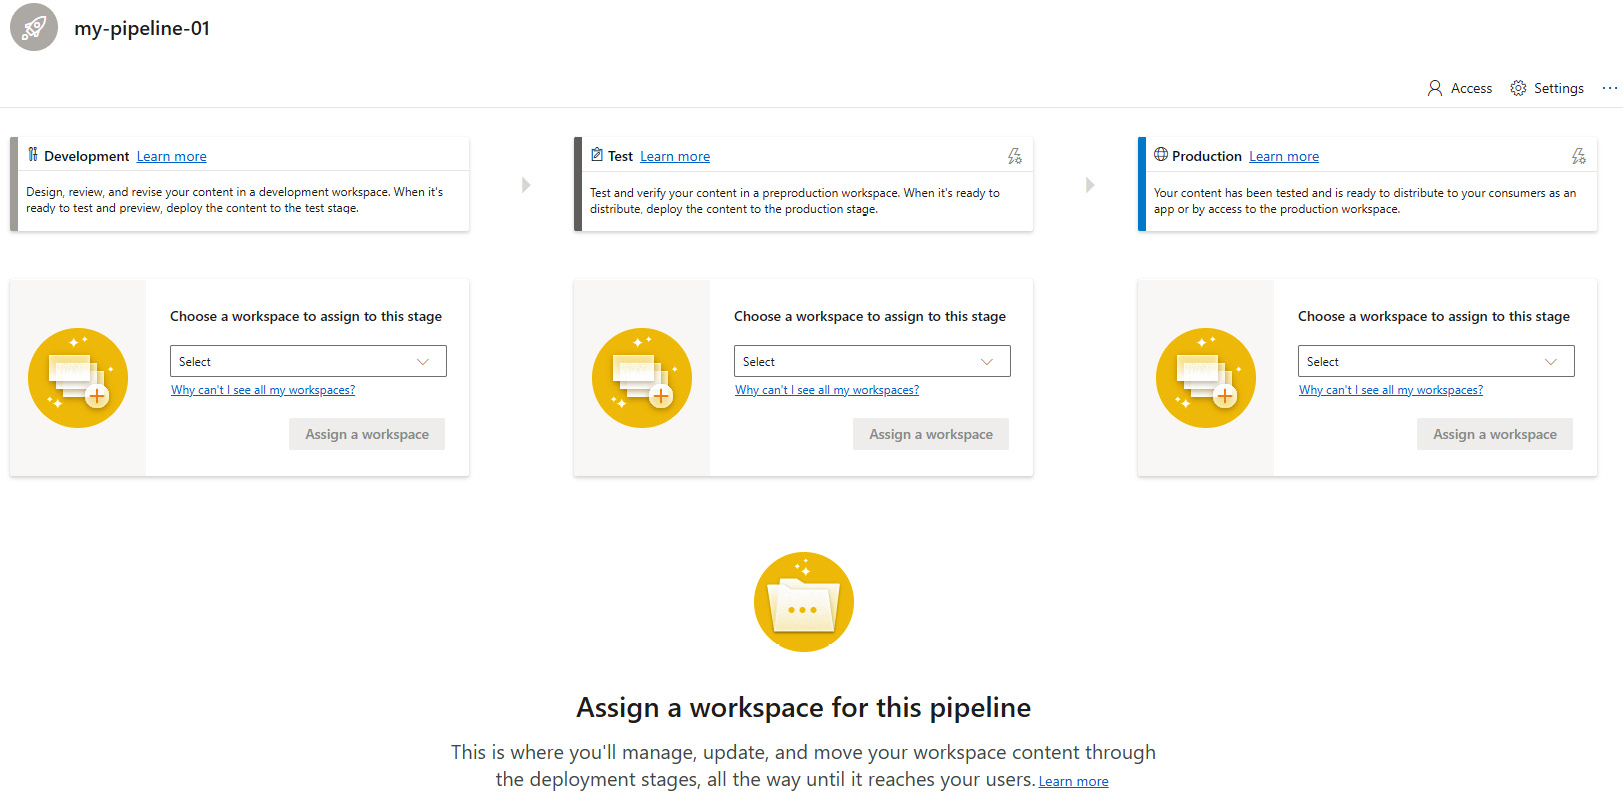 my-pipeline-01
Access Settings ...
Development Learn more
Design, review, and revise your content in a development workspace. When it's
ready to test and preview, deploy the content to the test stage.
Test Learn more
Test and verify your content in a preproduction workspace. When it's ready to
distribute, deploy the content to the production stage.
Production Learn more
Your content has been tested and is ready to distribute to your consumers as an
app or by access to the production workspace.
Choose a workspace to assign to this stage
Select
Why can't I see all my workspaces?
Assign a workspace
Choose a workspace to assign to this stage
Select
Why can't I see all my workspaces?
Assign a workspace
Choose a workspace to assign to this stage
Select
Why can't I see all my workspaces?
Assign a workspace
Assign a workspace for this pipeline
This is where you'll manage, update, and move your workspace content through
the deployment stages, all the way until it reaches your users. Learn more